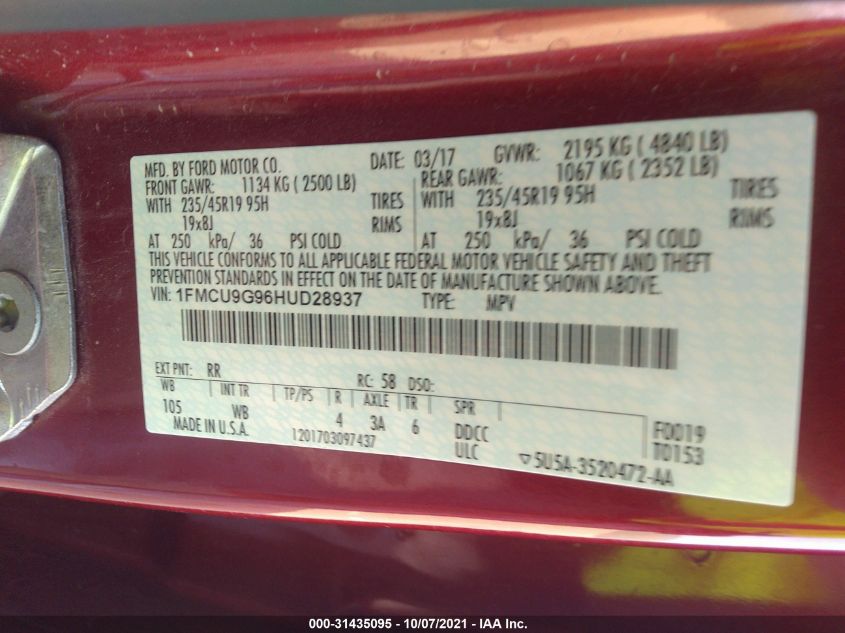 MFD. BY FORD MOTOR CO. DATE: 03/17 GVWR: 2195 KG ( 4840 LB)
FRONT GAWR: 1134 KG ( 2500 LB) REAR GAWR: 1067 KG ( 2352 LB)
WITH 235/45R19 95H TIRES WITH 235/45R19 95H TIRES
19x8J RIMS 19x8J RIMS
AT 250 kPa/ 36 PSI COLD AT 250 kPa/ 36 PSI COLD
THIS VEHICLE CONFORMS TO ALL APPLICABLE FEDERAL MOTOR VEHICLE SAFETY AND THEFT
PREVENTION STANDARDS IN EFFECT ON THE DATE OF MANUFACTURE SHOWN ABOVE.
VIN: 1FMCU9G96HUD28937 TYPE: MPV
EXT PNT: RR RC: 58 DSO:
WB INT TR TP/PS R AXLE TR SPR
105 WB 4 3A 6 DDCC F0019
MADE IN U.S.A. 1201703097437 ULC T0153
▽5U5A-3520472-AA
000-31435095 - 10/07/2021 - IAA Inc.